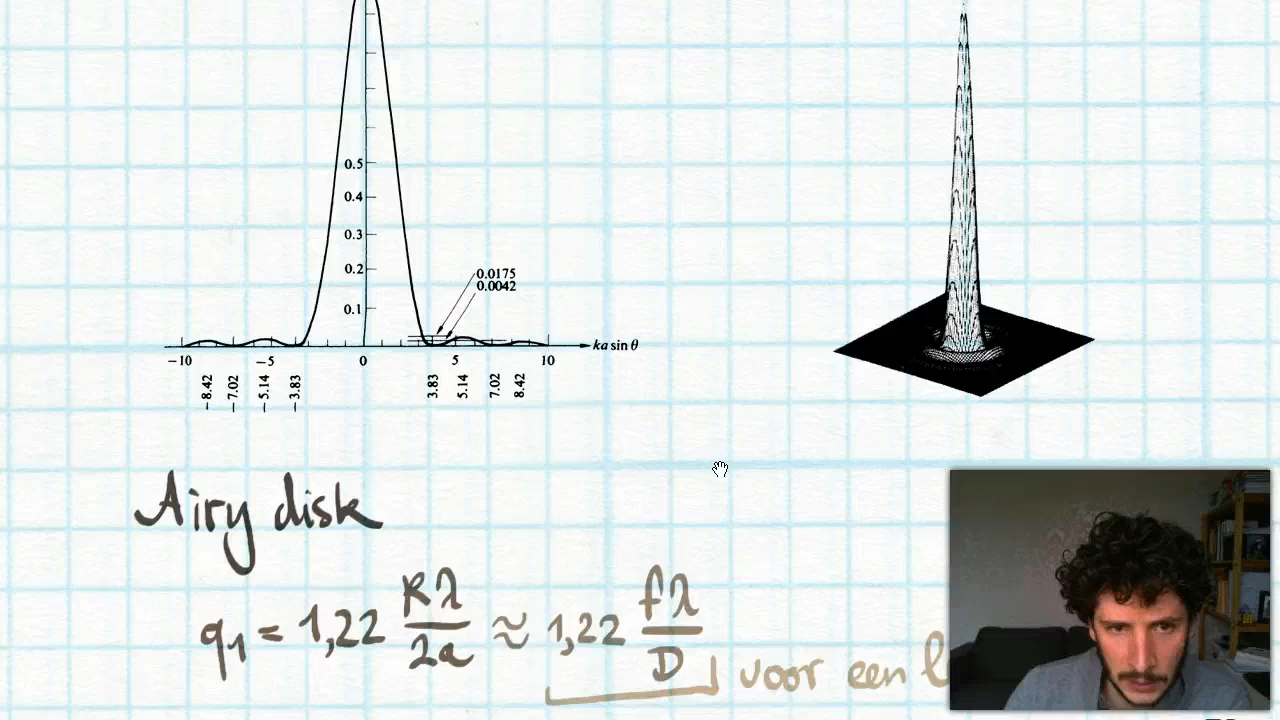 0.5
0.4
0.3
0.2
0.1
0.0175
0.0042
ka sin θ
−10 −5 0 5 10
−8.42 −7.02 −5.14 −3.83 3.83 5.14 7.02 8.42
Airy disk
q₁ = 1,22 Rλ/2a ≈ 1,22 fλ/D
voor een